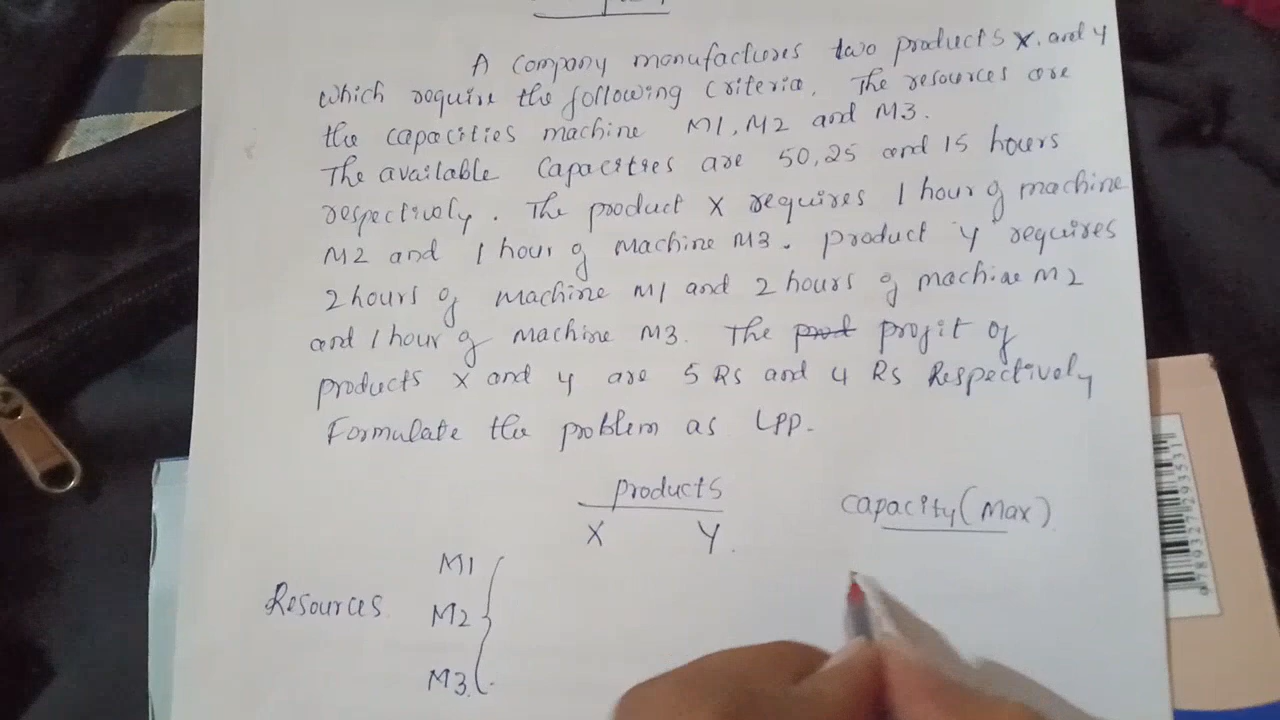 A company manufactures two products X, and Y
which require the following criteria. The resources are
the capacities machine M1, M2 and M3.
The available capacities are 50, 25 and 15 hours
respectively. The product X requires 1 hour of machine
M2 and 1 hour of machine M3. product Y requires
2 hours of machine M1 and 2 hours of machine M2
and 1 hour of machine M3. The prod profit of
products X and Y are 5 Rs and 4 Rs Respectively
Formulate the problem as LPP.
products
capacity (Max)
X Y
M1
Resources M2
M3
9789327293531